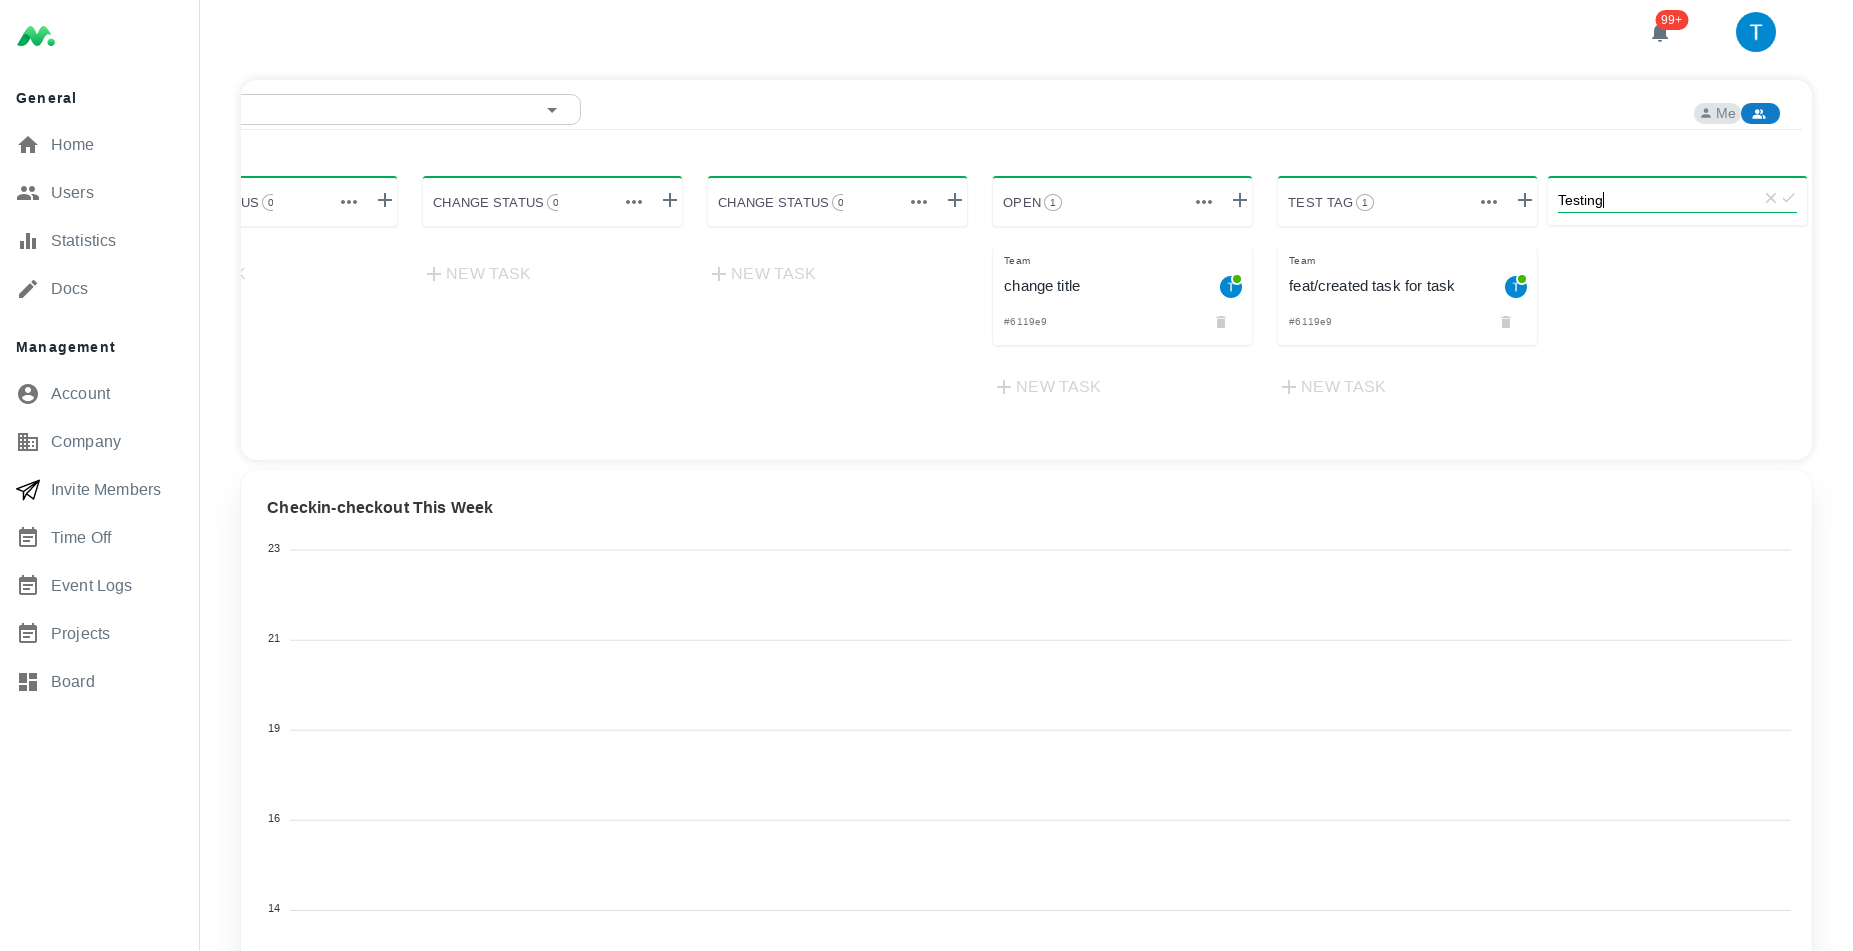 99+
T
General
Home
Users
Statistics
Docs
Management
Account
Company
Invite Members
Time Off
Event Logs
Projects
Board
Me
US 0
CHANGE STATUS 0
CHANGE STATUS 0
OPEN 1
TEST TAG 1
Testing
K
NEW TASK
NEW TASK
Team
change title
T
#6119e9
NEW TASK
Team
feat/created task for task
T
#6119e9
NEW TASK
Checkin-checkout This Week
23
21
19
16
14